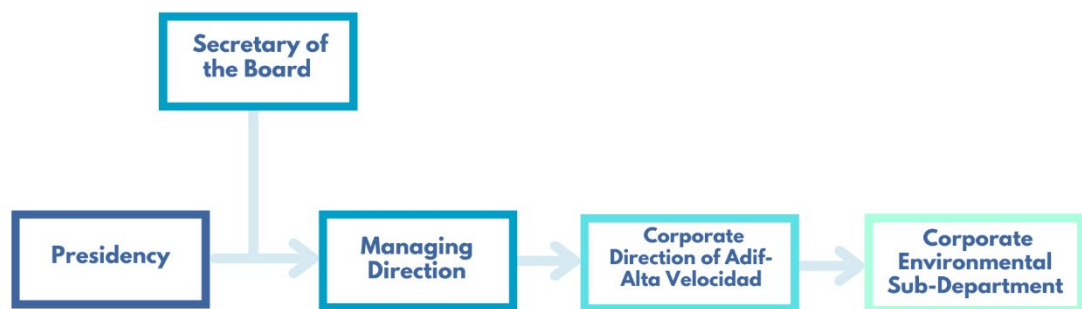 Secretary of
the Board
Presidency
Managing
Direction
Corporate
Direction of Adif-
Alta Velocidad
Corporate
Environmental
Sub-Department